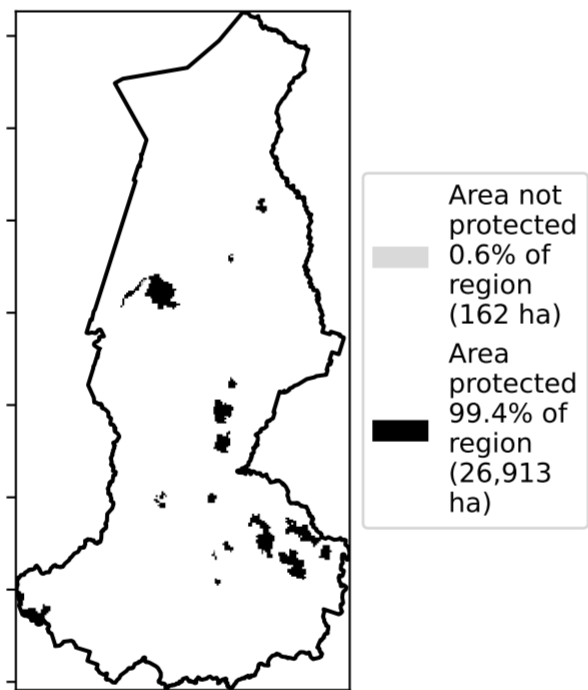 Area not
protected
0.6% of
region
(162 ha)
Area
protected
99.4% of
region
(26,913
ha)